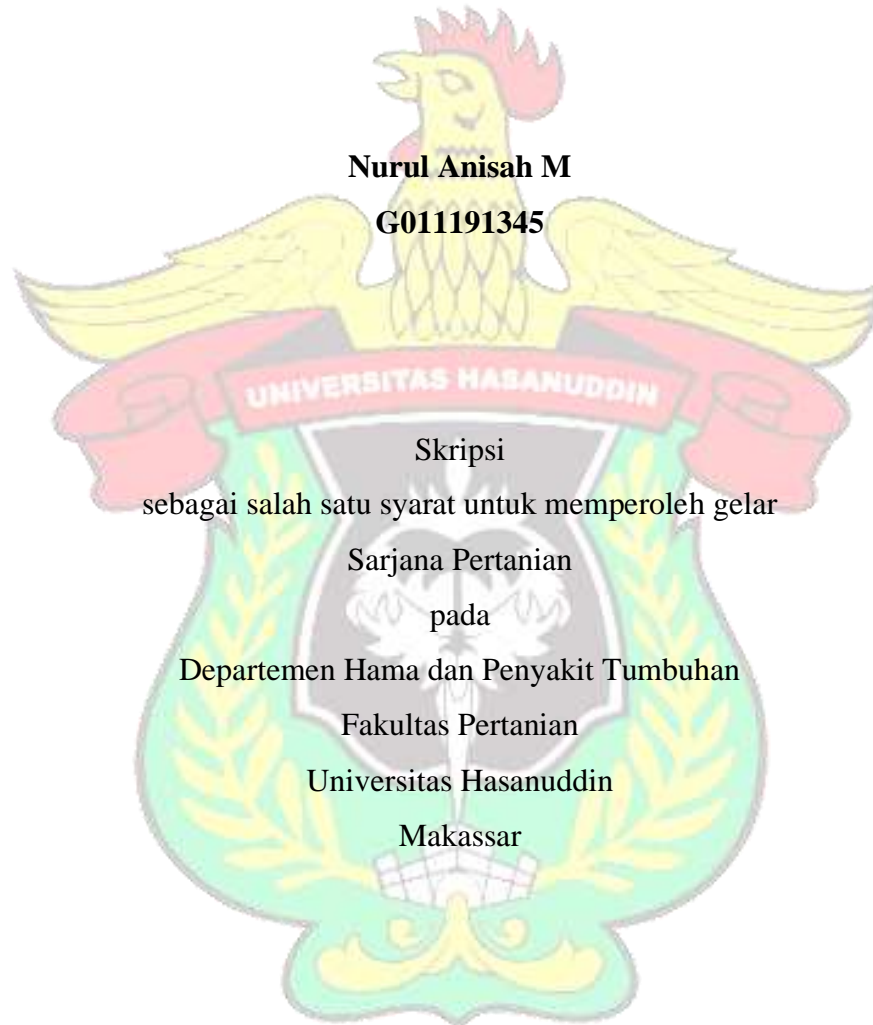 Nurul Anisah M
G011191345
UNIVERSITAS HASANUDDIN
Skripsi
sebagai salah satu syarat untuk memperoleh gelar
Sarjana Pertanian
pada
Departemen Hama dan Penyakit Tumbuhan
Fakultas Pertanian
Universitas Hasanuddin
Makassar